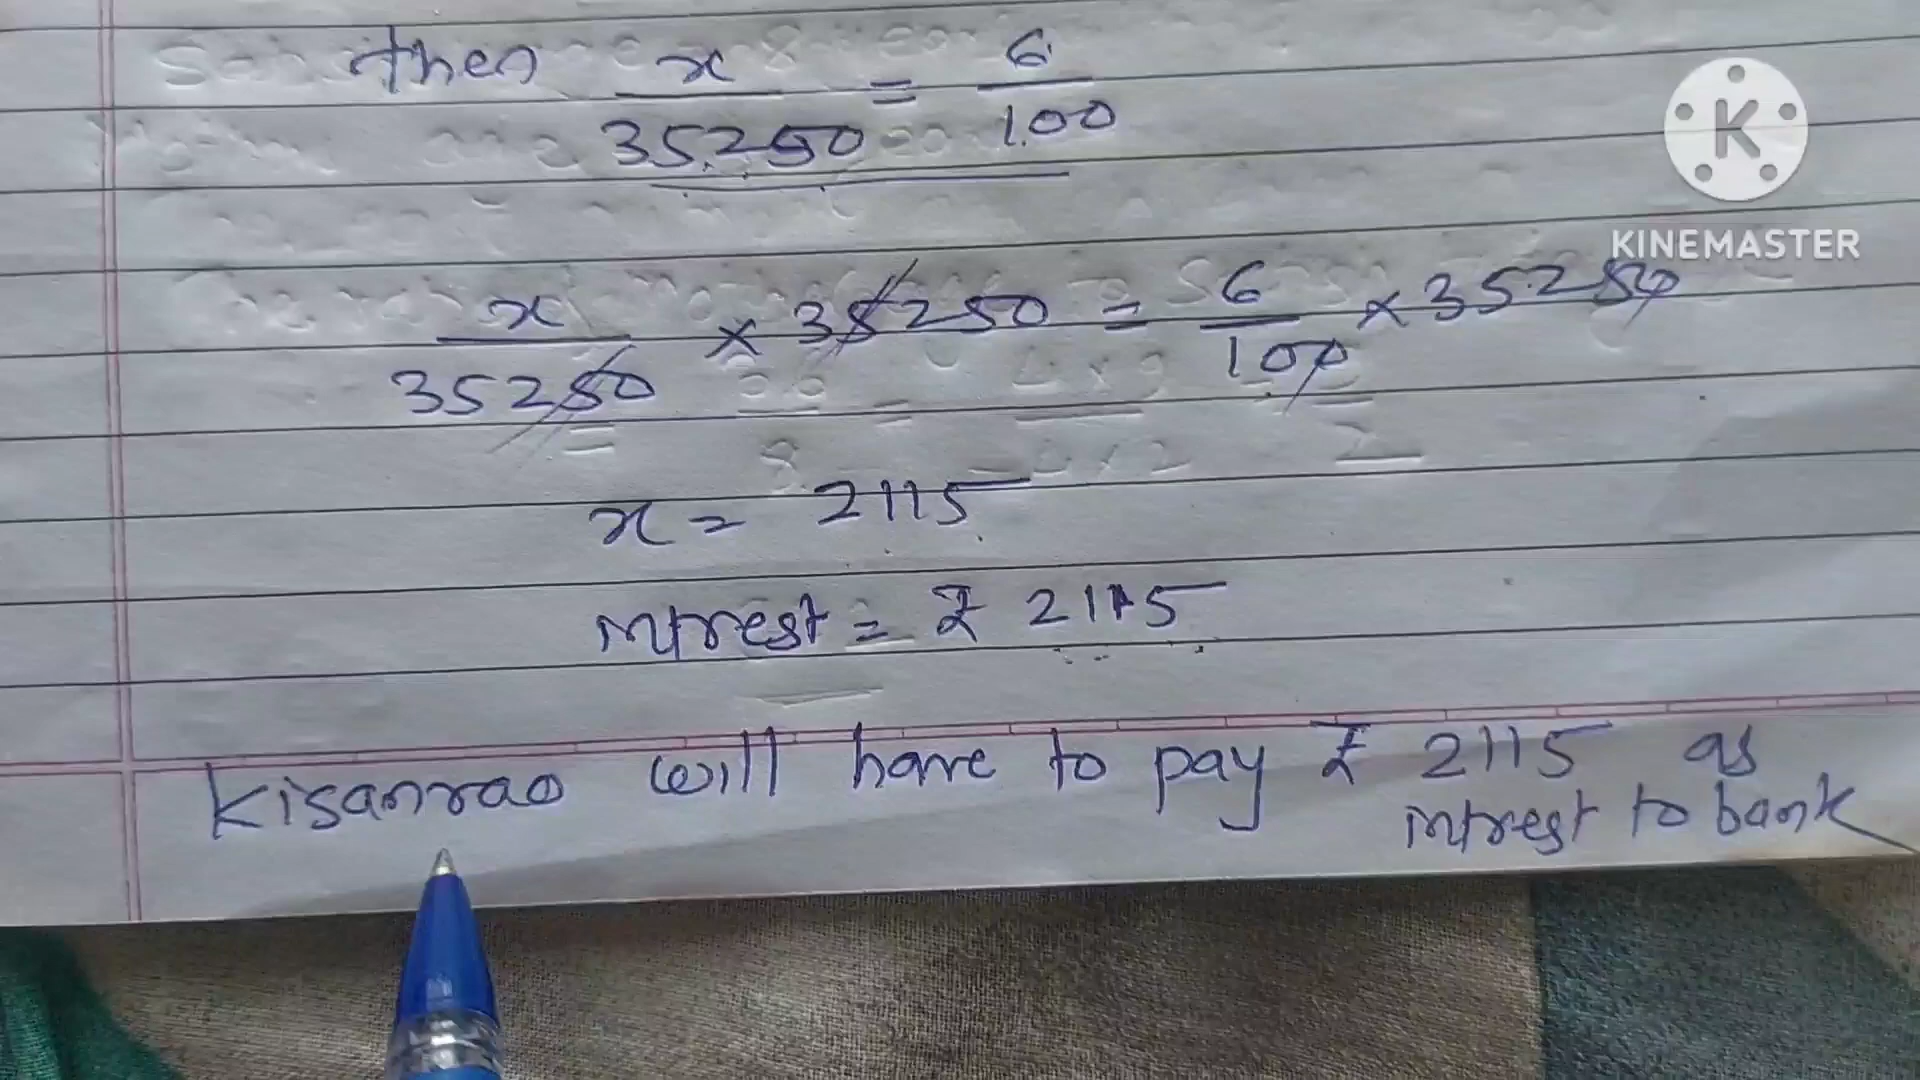 then x/35250 = 6/100
x/35250 × 35250 = 6/100 × 35250
x = 2115
intrest = ₹ 2115
Kisanrao will have to pay ₹ 2115 as
intrest to bank
K
KINEMASTER